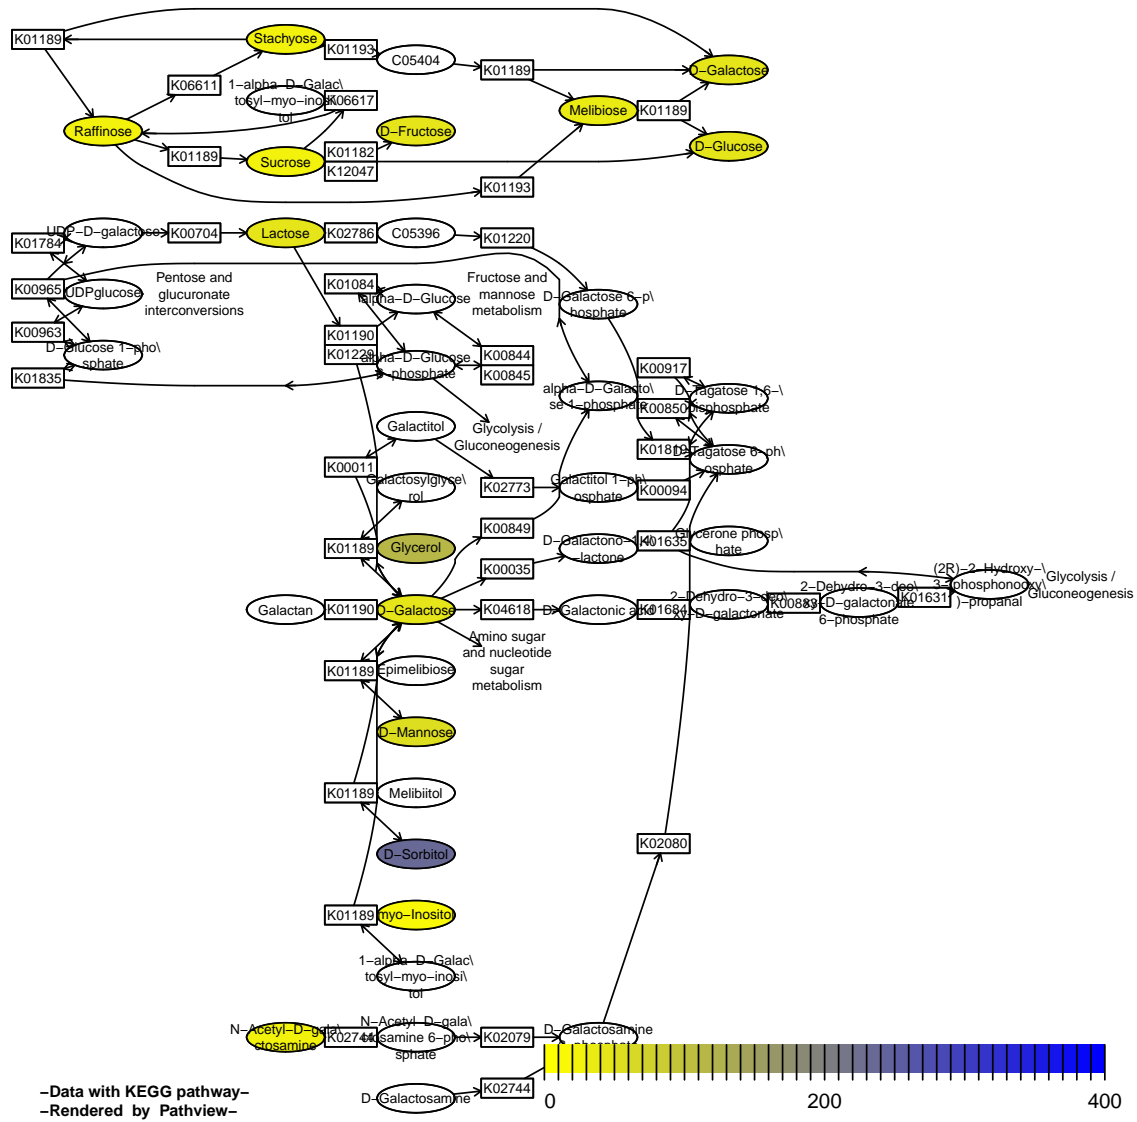 K01189
Stachyose
K01193
C05404
K01189
D−Galactose
K06611
1−alpha−D−Galac\
tosyl−myo−inosi\
tol
K06617
Melibiose
K01189
Raffinose
D−Fructose
K01189
Sucrose
K01182
K12047
D−Glucose
K01193
UDP−D−galactose
K01784
K00704
Lactose
K02786
C05396
K01220
K00965
UDPglucose
Pentose and
glucuronate
interconversions
K01084
alpha−D−Glucose
Fructose and
mannose
metabolism
D−Galactose 6−p\
hosphate
K00963
D−Glucose 1−pho\
sphate
K01190
K01229
alpha−D−Glucose
6−phosphate
K00844
K00845
K01835
K00917
alpha−D−Galacto\
se 1−phosphate
K00850
D−Tagatose 1,6−\
bisphosphate
Galactitol
Glycolysis /
Gluconeogenesis
K01819
D−Tagatose 6−ph\
osphate
K00011
Galactosylglyce\
rol
K02773
Galactitol 1−ph\
osphate
K00094
K00849
K01189
Glycerol
D−Galactono−1,4\
−lactone
K01635
Glycerone phosp\
hate
K00035
(2R)−2−Hydroxy−\
3−(phosphonooxy\
)−propanal
Glycolysis /
Gluconeogenesis
Galactan
K01190
D−Galactose
K04618
D−Galactonic acid
K01684
2−Dehydro−3−deo\
xy−D−galactonate
K00883
2−Dehydro−3−deo\
xy−D−galactonate
6−phosphate
K01631
Amino sugar
and nucleotide
sugar
metabolism
K01189
Epimelibiose
D−Mannose
K01189
Melibiitol
K02080
D−Sorbitol
K01189
myo−Inositol
1−alpha−D−Galac\
tosyl−myo−inosi\
tol
N−Acetyl−D−gala\
ctosamine
K02744
N−Acetyl−D−gala\
ctosamine 6−pho\
sphate
K02079
D−Galactosamine
D−Galactosamine
K02744
−Data with KEGG pathway−
−Rendered by Pathview−
0
200
400